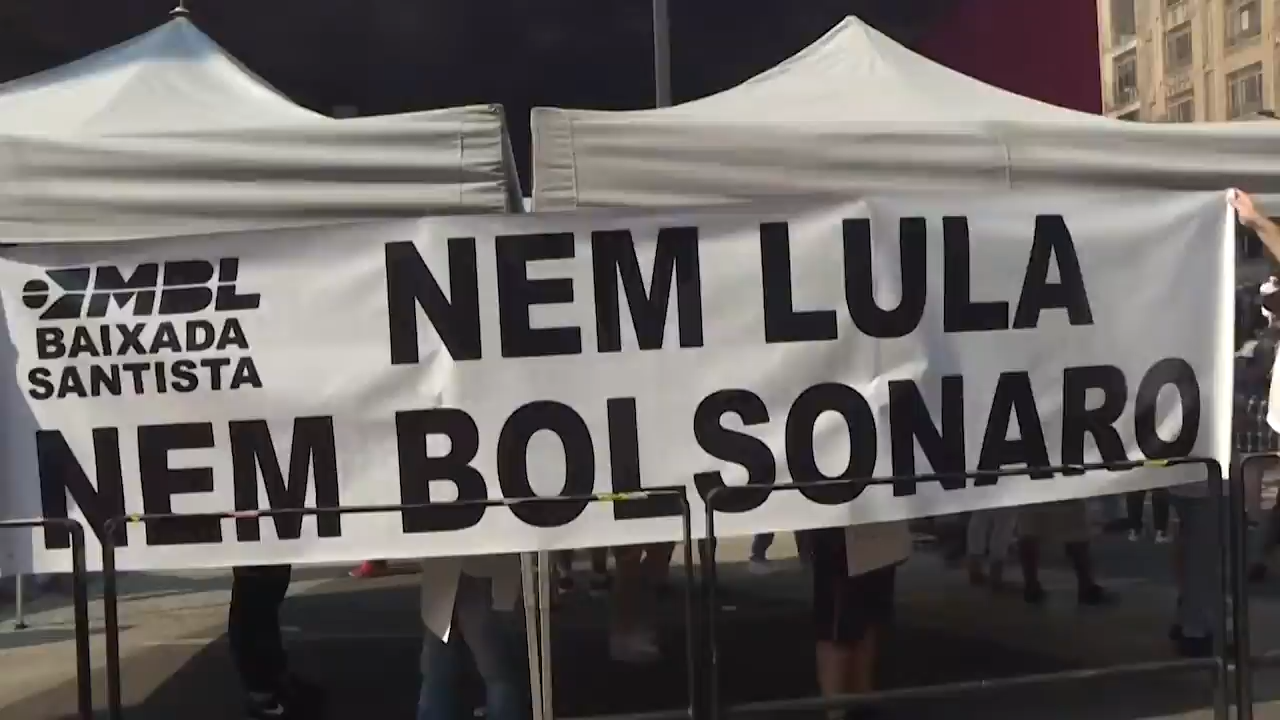 MBL
BAIXADA
SANTISTA
NEM LULA
NEM BOLSONARO